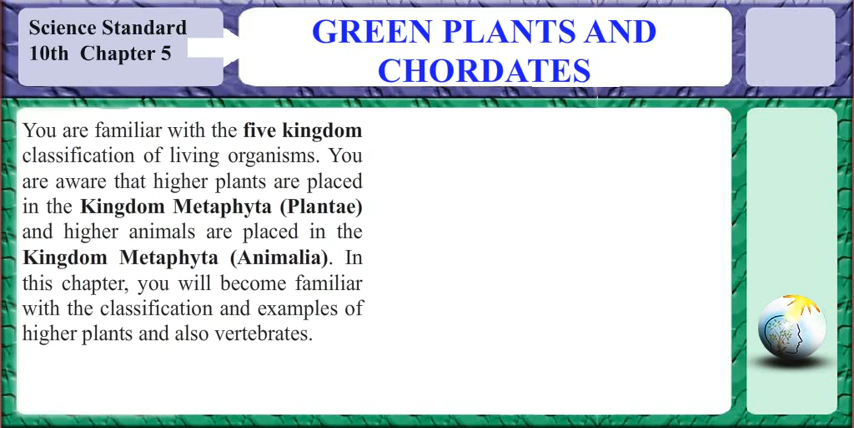 Science Standard
10th Chapter 5
GREEN PLANTS AND
CHORDATES
You are familiar with the five kingdom
classification of living organisms. You
are aware that higher plants are placed
in the Kingdom Metaphyta (Plantae)
and higher animals are placed in the
Kingdom Metaphyta (Animalia). In
this chapter, you will become familiar
with the classification and examples of
higher plants and also vertebrates.